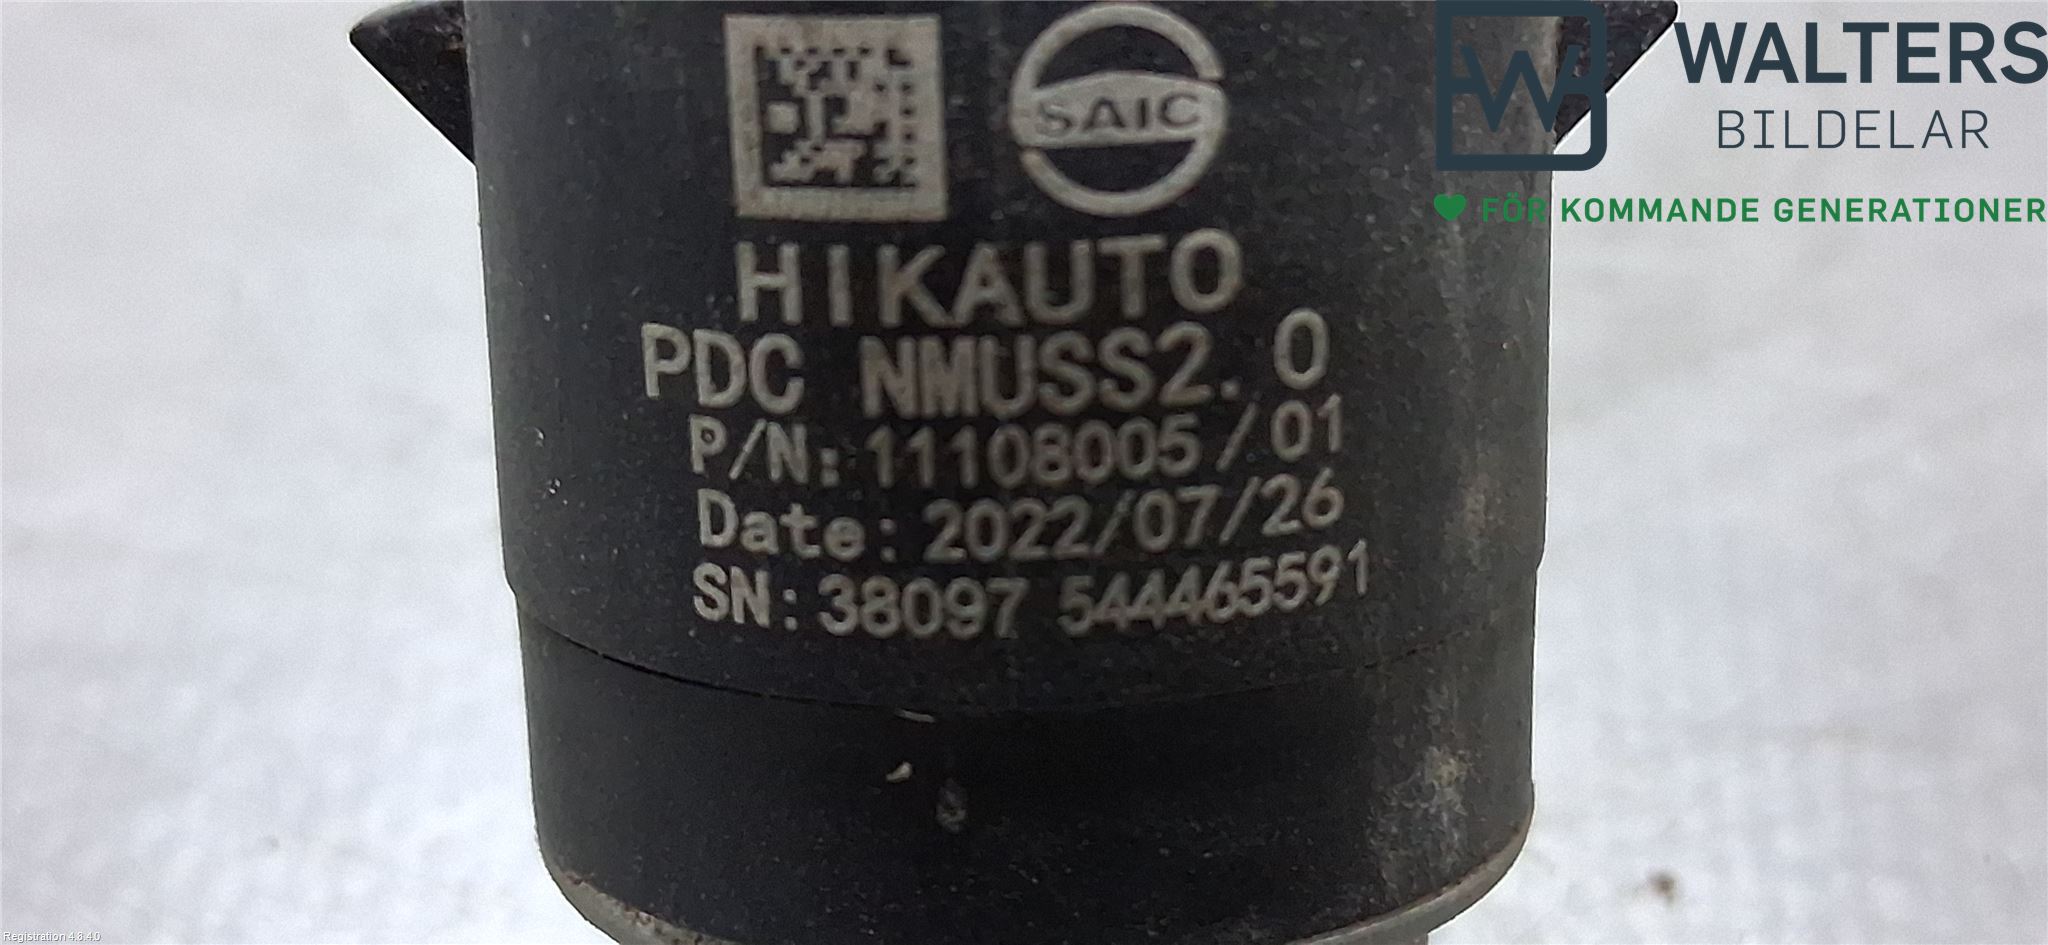 SAIC
HIKAUTO
PDC NMUSS2.0
P/N: 11108005/01
Date: 2022/07/26
SN: 38097 544465591
WALTERS
BILDELAR
FÖR KOMMANDE GENERATIONER
Registration 4.8.4.0